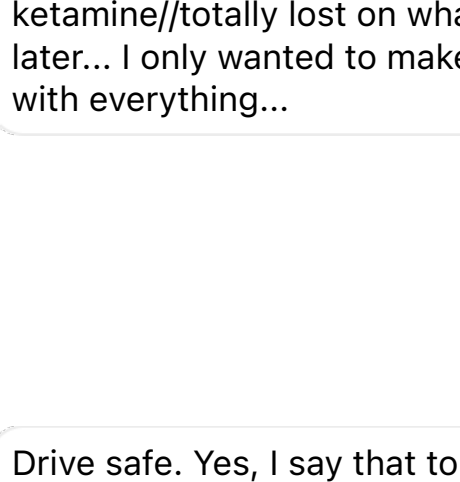 ketamine//totally lost on wha
later... I only wanted to make
with everything...
Drive safe. Yes, I say that to